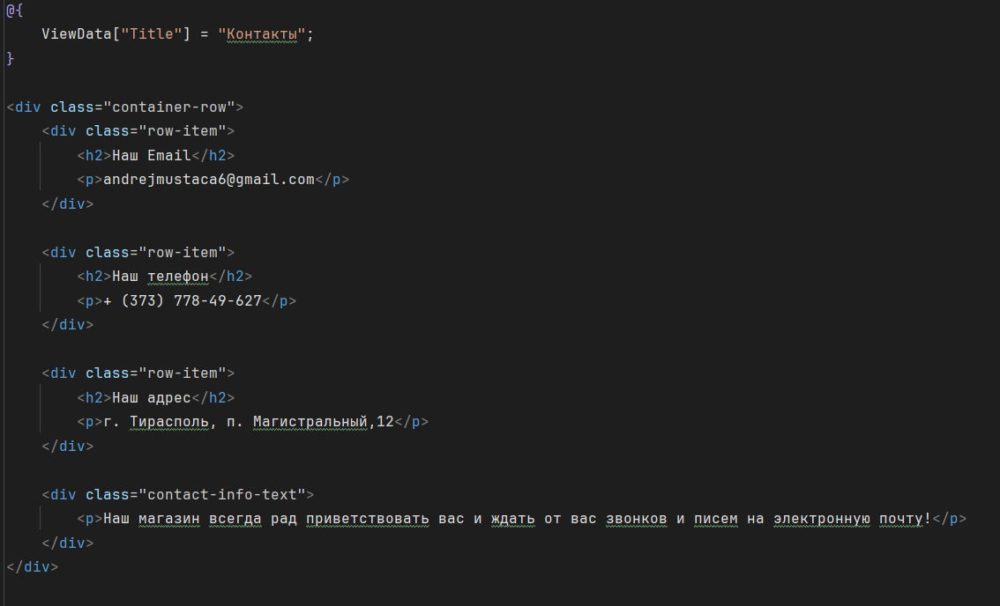 @{
    ViewData["Title"] = "Контакты";
}

<div class="container-row">
    <div class="row-item">
        <h2>Наш Email</h2>
        <p>andrejmustaca6@gmail.com</p>
    </div>

    <div class="row-item">
        <h2>Наш телефон</h2>
        <p>+ (373) 778-49-627</p>
    </div>

    <div class="row-item">
        <h2>Наш адрес</h2>
        <p>г. Тирасполь, п. Магистральный,12</p>
    </div>

    <div class="contact-info-text">
        <p>Наш магазин всегда рад приветствовать вас и ждать от вас звонков и писем на электронную почту!</p>
    </div>
</div>